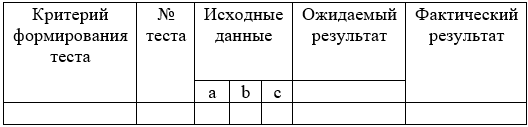 Критерий
формирования
теста
№
теста
Исходные
данные
Ожидаемый
результат
Фактический
результат
a b c